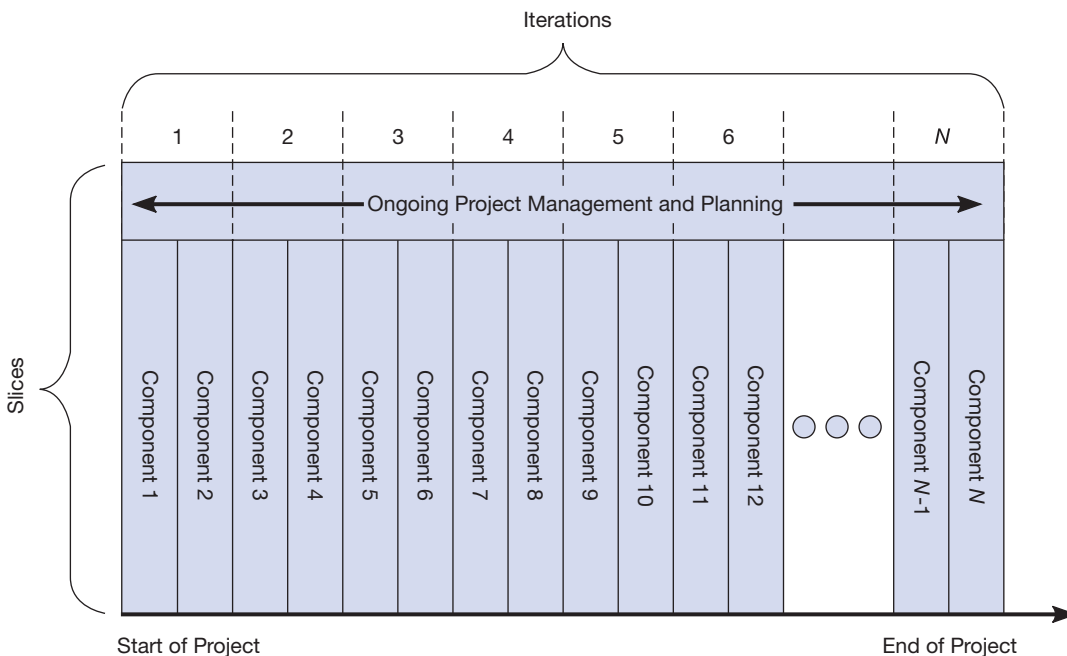 Iterations
1
2
3
4
5
6
N
Ongoing Project Management and Planning
Slices
Component 1
Component 2
Component 3
Component 4
Component 5
Component 6
Component 7
Component 8
Component 9
Component 10
Component 11
Component 12
Component N-1
Component N
Start of Project
End of Project